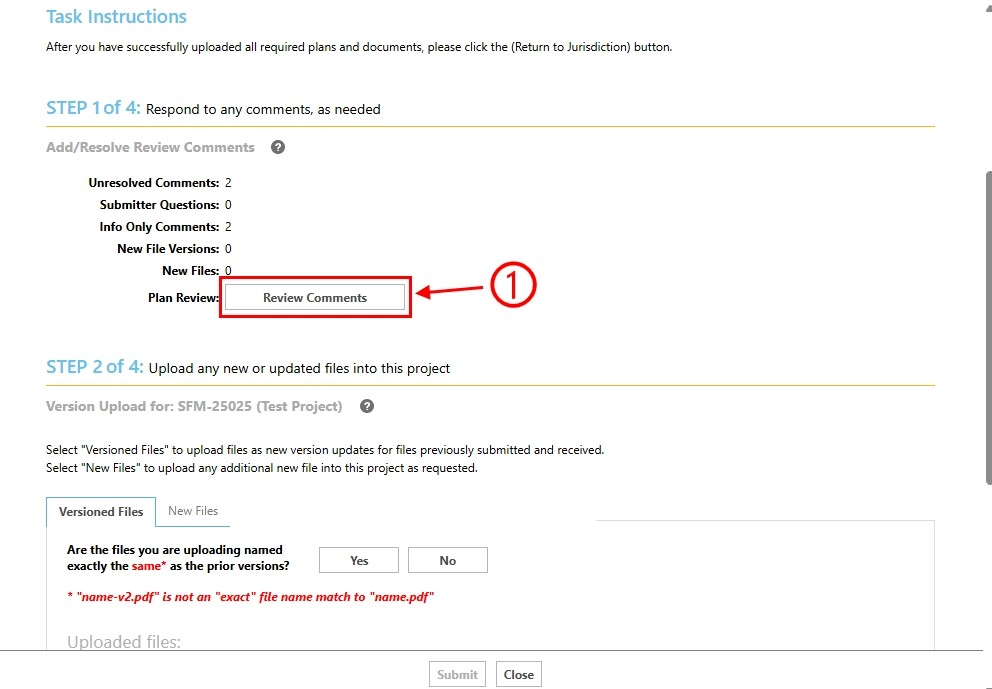 Task Instructions
After you have successfully uploaded all required plans and documents, please click the (Return to Jurisdiction) button.
STEP 1 of 4: Respond to any comments, as needed
Add/Resolve Review Comments ?
Unresolved Comments: 2
Submitter Questions: 0
Info Only Comments: 2
New File Versions: 0
New Files: 0
Plan Review: Review Comments
1
STEP 2 of 4: Upload any new or updated files into this project
Version Upload for: SFM-25025 (Test Project) ?
Select "Versioned Files" to upload files as new version updates for files previously submitted and received.
Select "New Files" to upload any additional new file into this project as requested.
Versioned Files New Files
Are the files you are uploading named
exactly the same* as the prior versions?
Yes No
* "name-v2.pdf" is not an "exact" file name match to "name.pdf"
Uploaded files:
Submit Close